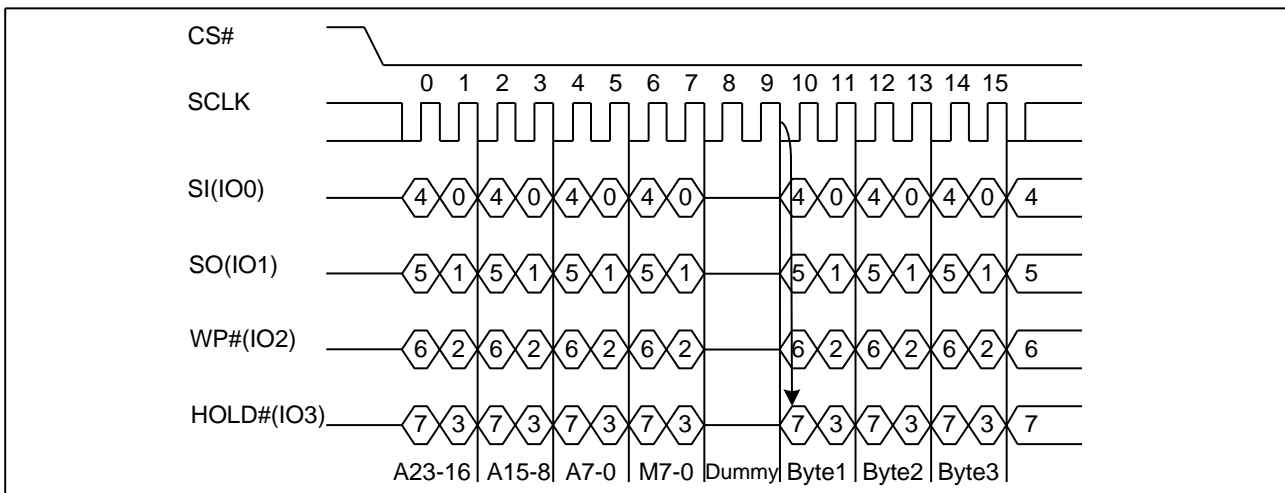 CS#
0 1 2 3 4 5 6 7 8 9 10 11 12 13 14 15
SCLK
SI(IO0) 4 0 4 0 4 0 4 0 4 0 4 0 4 0 4
SO(IO1) 5 1 5 1 5 1 5 1 5 1 5 1 5 1 5
WP#(IO2) 6 2 6 2 6 2 6 2 6 2 6 2 6 2 6
HOLD#(IO3) 7 3 7 3 7 3 7 3 7 3 7 3 7 3 7
A23-16 A15-8 A7-0 M7-0 Dummy Byte1 Byte2 Byte3